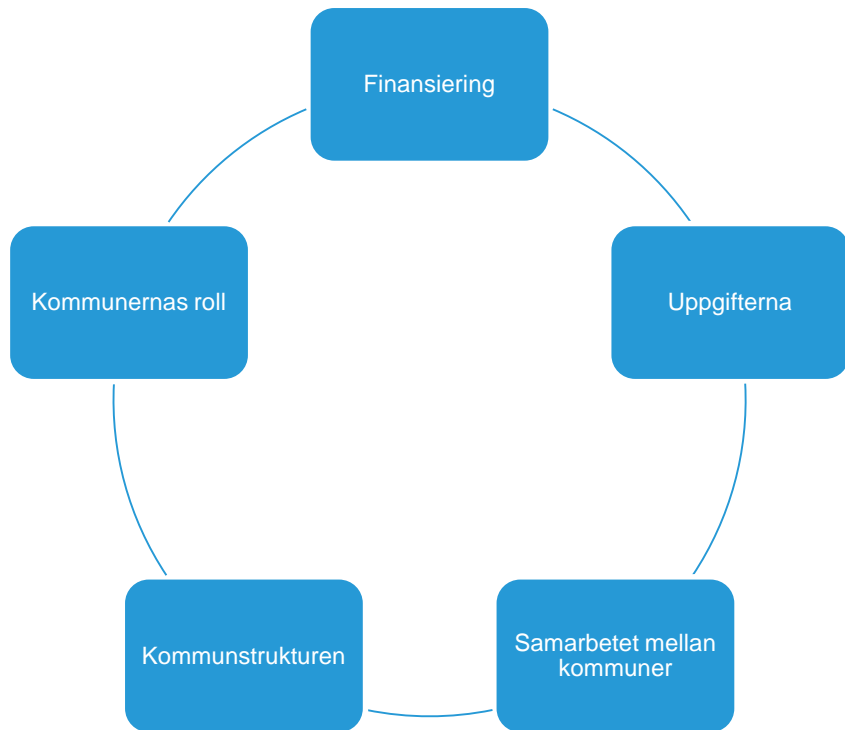 Finansiering
Kommunernas roll
Uppgifterna
Kommunstrukturen
Samarbetet mellan
kommuner